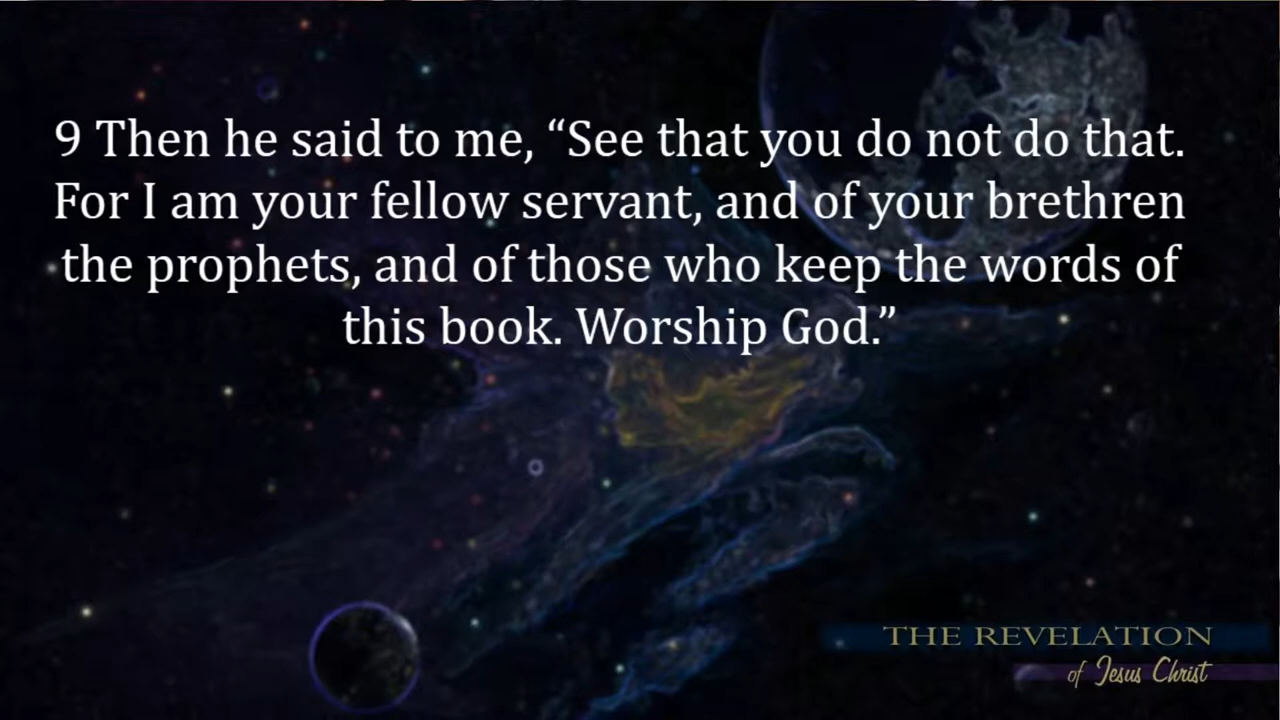 9 Then he said to me, “See that you do not do that.
For I am your fellow servant, and of your brethren
the prophets, and of those who keep the words of
this book. Worship God.”
THE REVELATION
of Jesus Christ